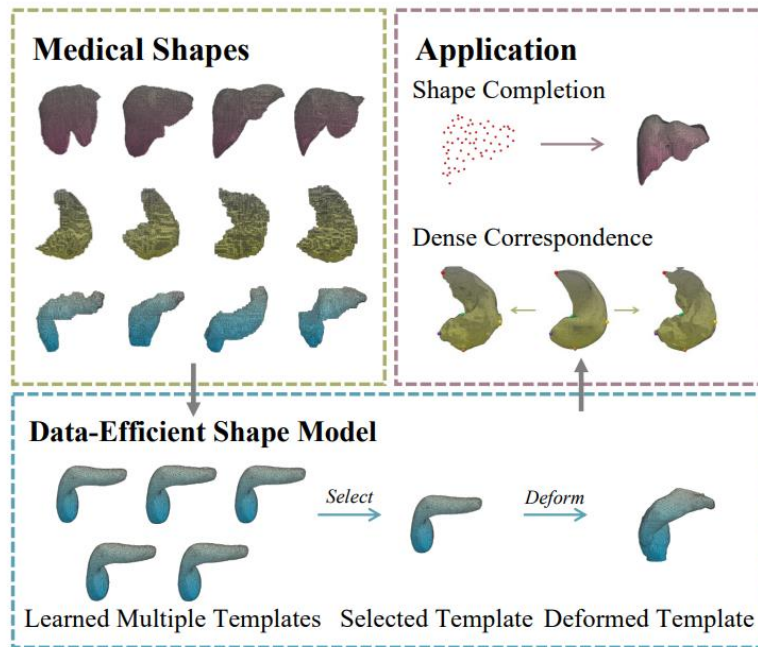 Medical Shapes
Application
Shape Completion
Dense Correspondence
Data-Efficient Shape Model
Select
Deform
Learned Multiple Templates
Selected Template
Deformed Template